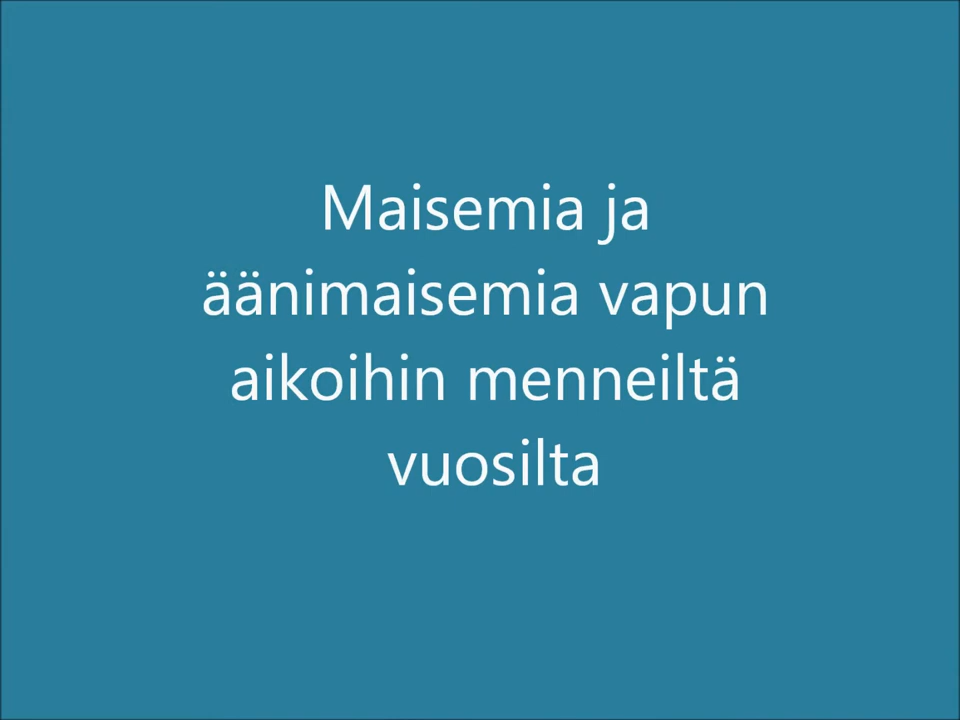 Maisemia ja
äänimaisemia vapun
aikoihin menneiltä
vuosilta